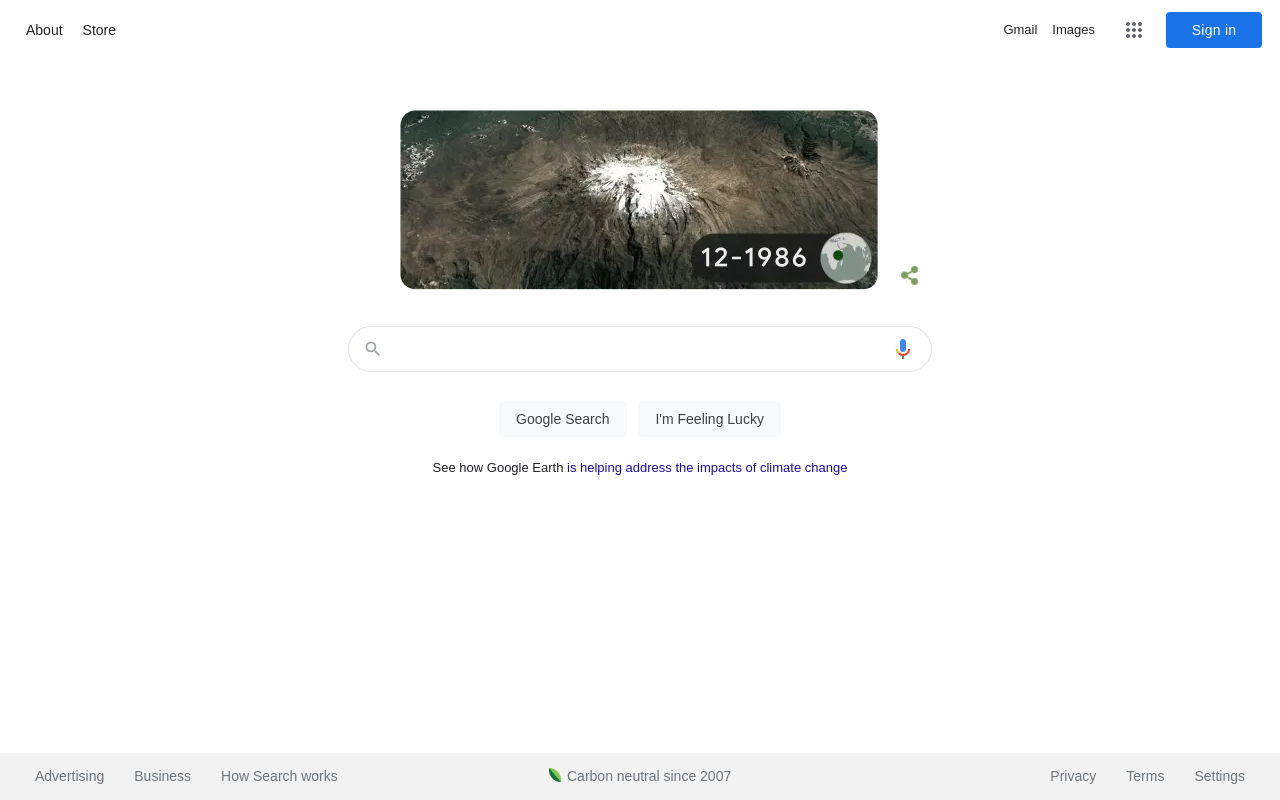 About Store Gmail Images Sign in
12-1986
Google Search I'm Feeling Lucky
See how Google Earth is helping address the impacts of climate change
Advertising Business How Search works Carbon neutral since 2007 Privacy Terms Settings